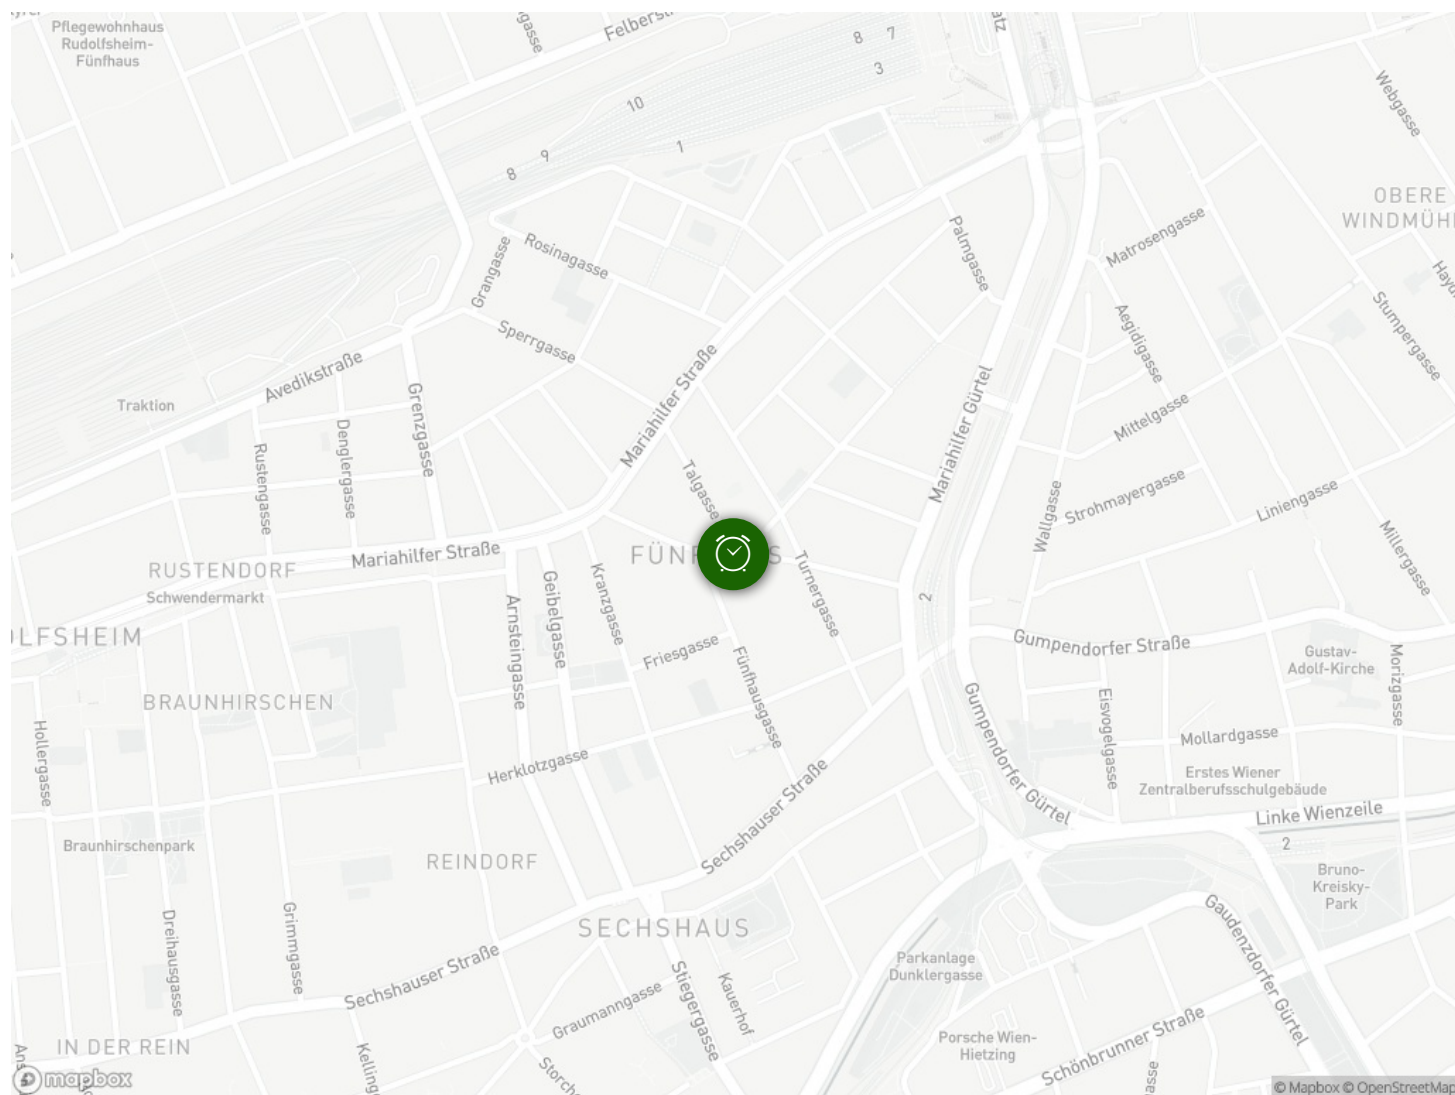 Pflegewohnhaus
Rudolfsheim-
Fünfhaus
8
7
3
10
1
9
8
Webgasse
OBERE
Matrosengasse
Palmgasse
Rosinagasse
Grangasse
Sperrgasse
Stumpergasse
Aegidigasse
Avedikstraße
Mariahilfer Straße
Traktion
Grenzgasse
Denglergasse
Rustengasse
Mariahilfer Gürtel
Mittelgasse
Talgasse
Strohmayergasse
Liniengasse
Wallgasse
Millergasse
Mariahilfer Straße
RUSTENDORF
Schwendermarkt
Turnergasse
Kranzgasse
Geibelgasse
Arnsteingasse
2
Friesgasse
Gumpendorfer Straße
Gustav-
Adolf-Kirche
Morizgasse
Fünfhausgasse
BRAUNHIRSCHEN
Eisvogelgasse
Gumpendorfer Gürtel
Hollergasse
Mollardgasse
Herklotzgasse
Erstes Wiener
Zentralberufsschulgebäude
Sechshauser Straße
Linke Wienzeile
2
Braunhirschenpark
REINDORF
Bruno-
Kreisky-
Park
Dreihausgasse
Grimmgasse
SECHSHAUS
Gaudenzdorfer Gürtel
Parkanlage
Dunklergasse
Sechshauser Straße
Stiegergasse
Kauerhof
Graumanngasse
Porsche Wien-
Hietzing
Schönbrunner Straße
IN DER REIN
mapbox
© Mapbox © OpenStreetMap